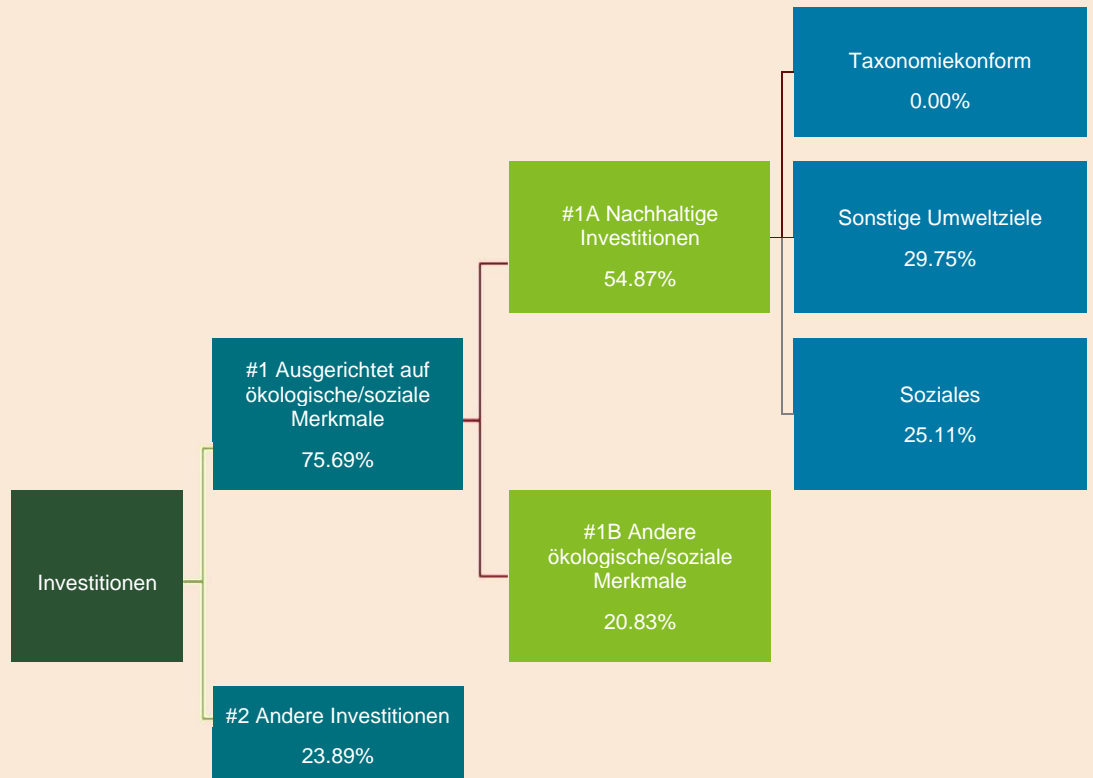 Investitionen
#1 Ausgerichtet auf
ökologische/soziale
Merkmale
75.69%
#2 Andere Investitionen
23.89%
#1A Nachhaltige
Investitionen
54.87%
#1B Andere
ökologische/soziale
Merkmale
20.83%
Taxonomiekonform
0.00%
Sonstige Umweltziele
29.75%
Soziales
25.11%